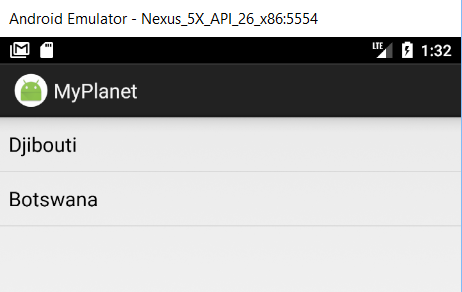 Android Emulator - Nexus_5X_API_26_x86:5554
LTE 1:32
MyPlanet
Djibouti
Botswana